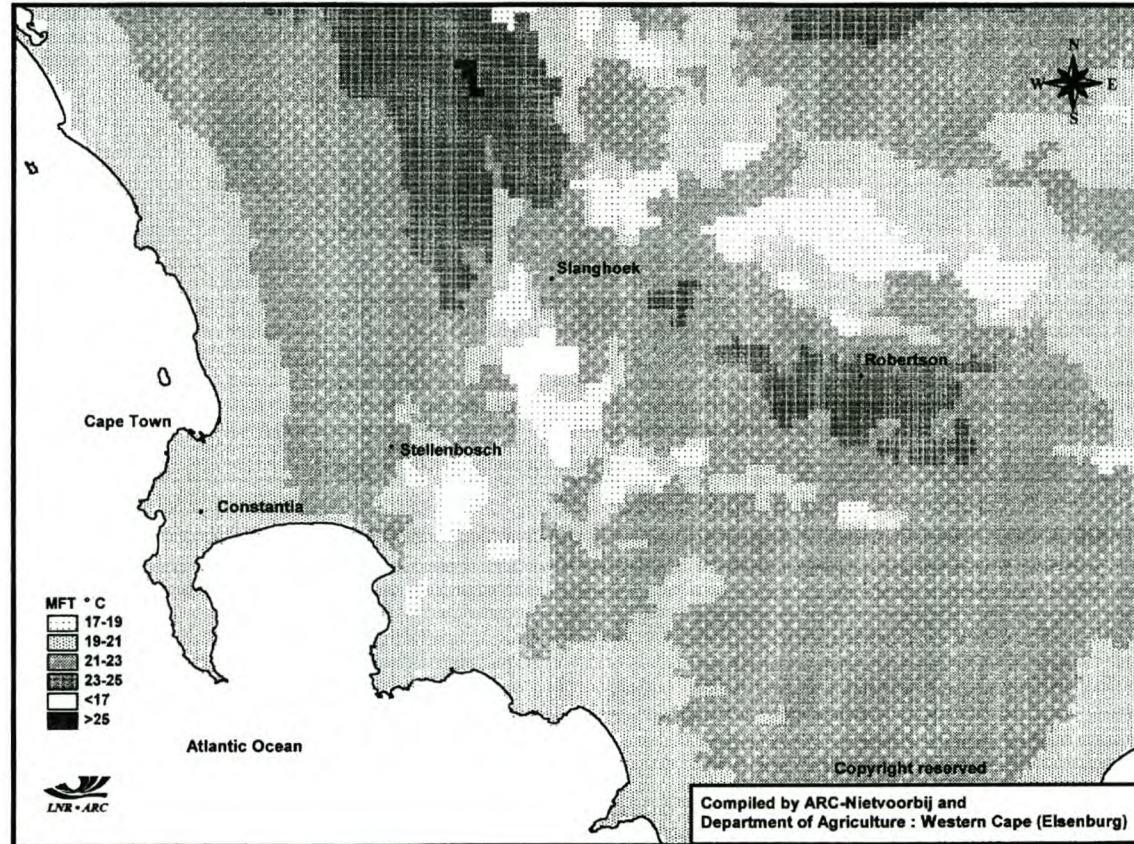 N
W E
S
Slanghoek
Robertson
Cape Town
Stellenbosch
Constantia
MFT ° C
17-19
19-21
21-23
23-25
<17
>25
Atlantic Ocean
LNR • ARC
Copyright reserved
Compiled by ARC-Nietvoorbij and
Department of Agriculture : Western Cape (Elsenburg)